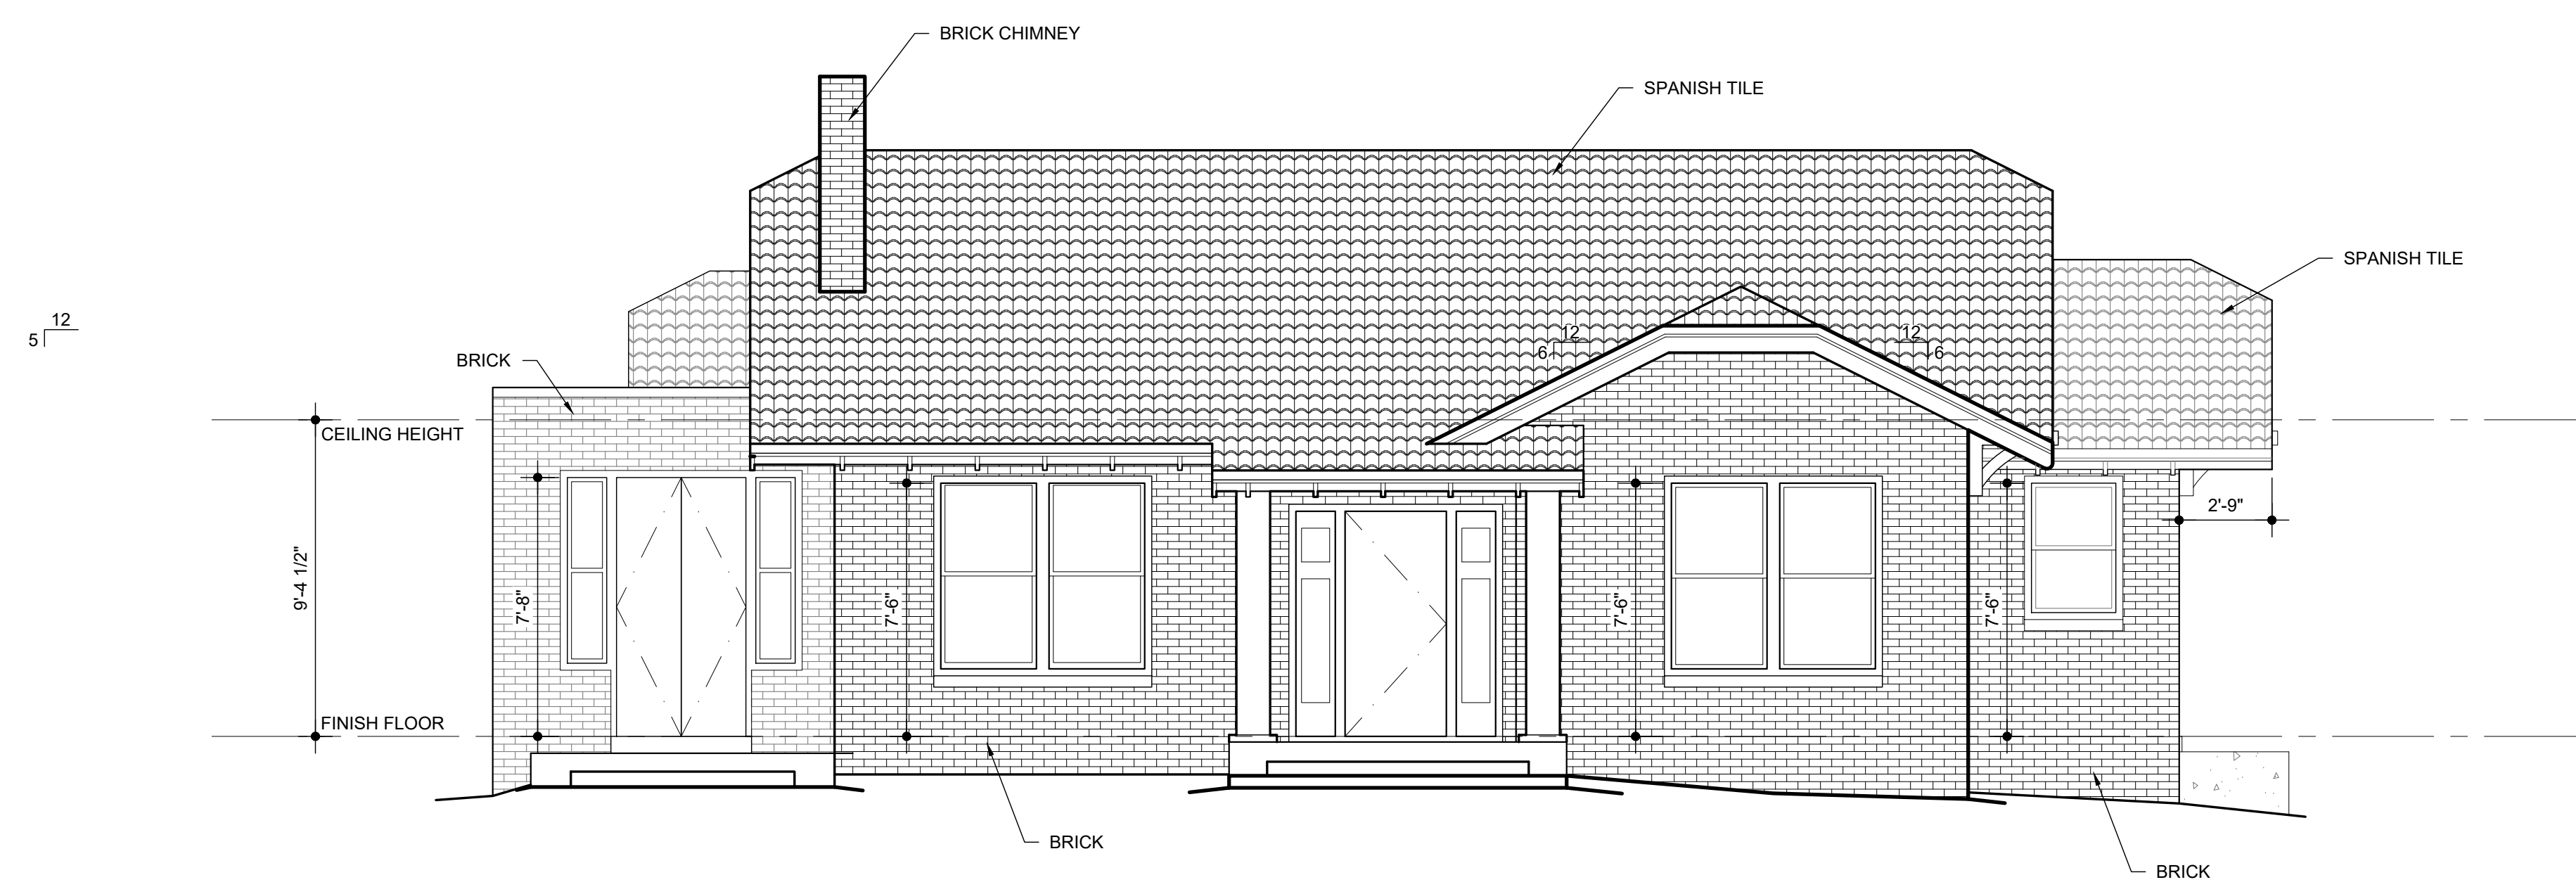 BRICK CHIMNEY
SPANISH TILE
SPANISH TILE
12
5
12
6
12
6
BRICK
CEILING HEIGHT
2'-9"
9'-4 1/2"
7'-8"
7'-6"
7'-6"
7'-6"
FINISH FLOOR
BRICK
BRICK